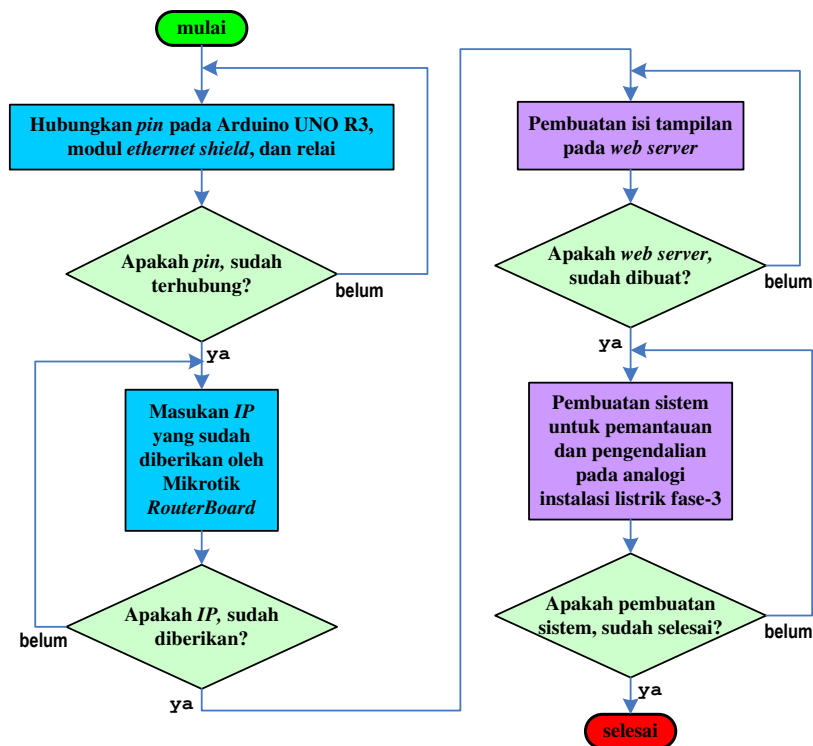 mulai
Hubungkan pin pada Arduino UNO R3,
modul ethernet shield, dan relai
Apakah pin, sudah
terhubung?
belum
ya
Masukan IP
yang sudah
diberikan oleh
Mikrotik
RouterBoard
Apakah IP, sudah
diberikan?
belum
ya
Pembuatan isi tampilan
pada web server
Apakah web server,
sudah dibuat?
belum
ya
Pembuatan sistem
untuk pemantauan
dan pengendalian
pada analogi
instalasi listrik fase-3
Apakah pembuatan
sistem, sudah selesai?
belum
ya
selesai